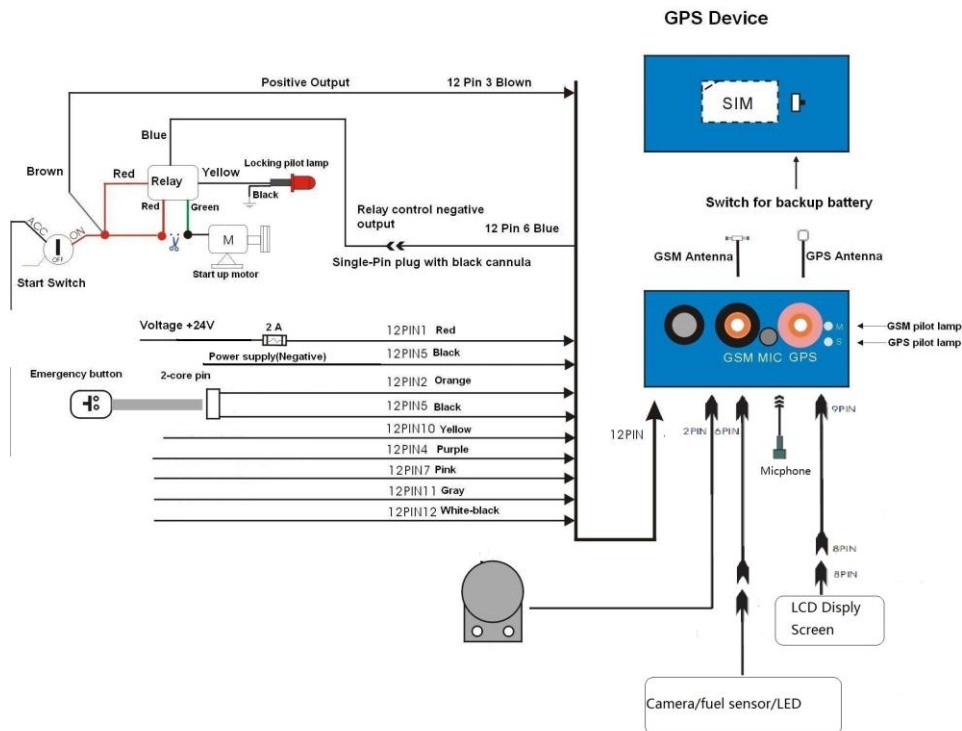 GPS Device
SIM
Switch for backup battery
Positive Output
12 Pin 3 Blown
Blue
Brown
Red
Relay
Yellow
Locking pilot lamp
Black
Red
Green
ACC
ON
OFF
Start Switch
M
Start up motor
Relay control negative
output
12 Pin 6 Blue
Single-Pin plug with black cannula
GSM Antenna
GPS Antenna
M
S
GSM MIC GPS
GSM pilot lamp
GPS pilot lamp
Voltage +24V
2 A
12PIN1 Red
Power supply(Negative)
12PIN5 Black
Emergency button
2-core pin
12PIN2 Orange
12PIN5 Black
12PIN10 Yellow
12PIN4 Purple
12PIN7 Pink
12PIN11 Gray
12PIN12 White-black
12PIN
2PIN
6PIN
9PIN
Micphone
8PIN
8PIN
LCD Disply
Screen
Camera/fuel sensor/LED